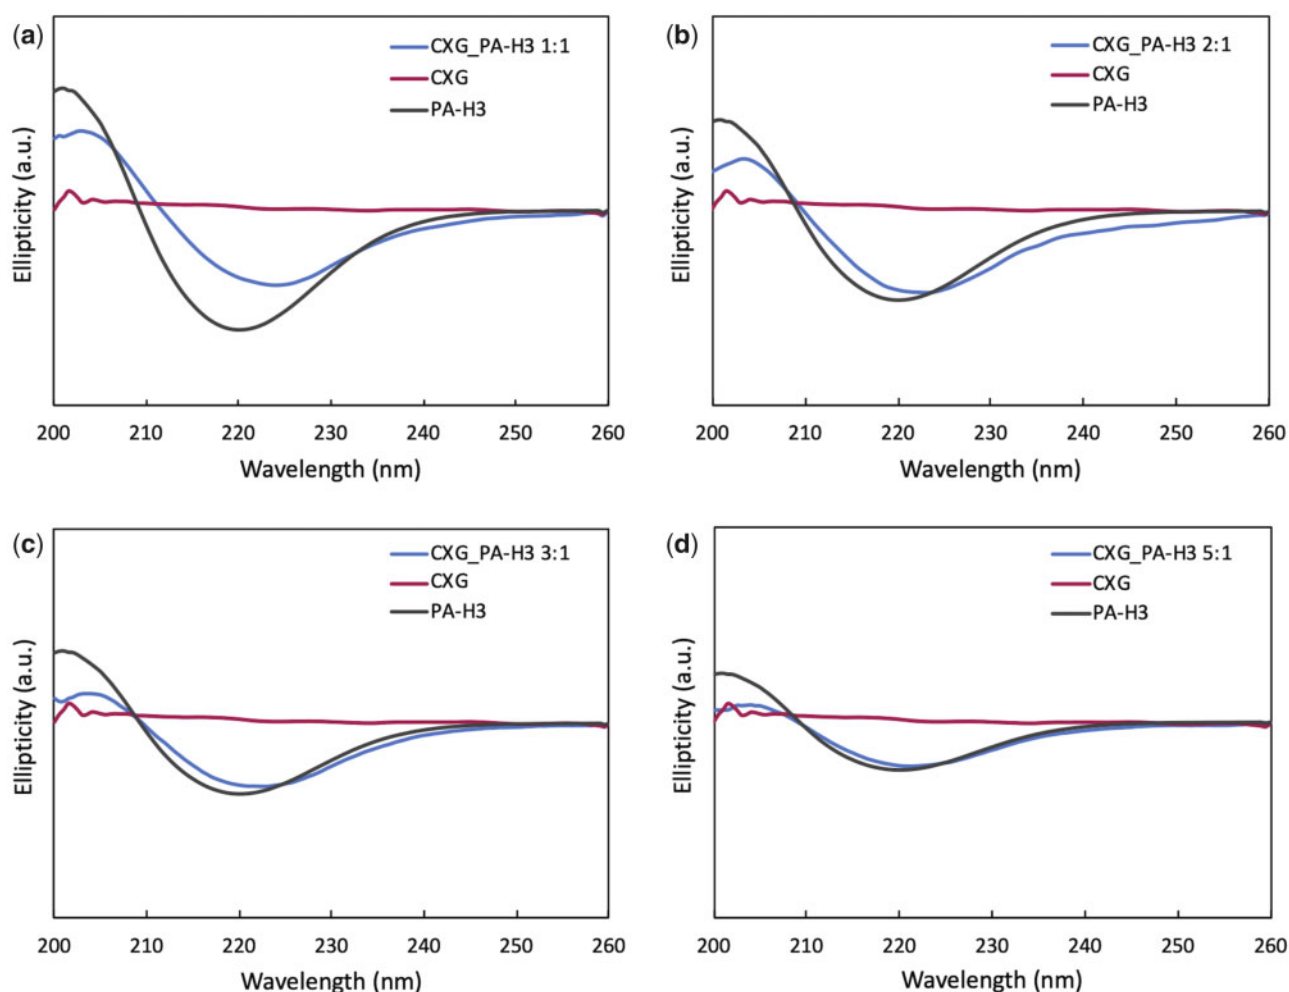 (a)
CXG_PA-H3 1:1
CXG
PA-H3
Ellipticity (a.u.)
200 210 220 230 240 250 260
Wavelength (nm)
(b)
CXG_PA-H3 2:1
CXG
PA-H3
Ellipticity (a.u.)
200 210 220 230 240 250 260
Wavelength (nm)
(c)
CXG_PA-H3 3:1
CXG
PA-H3
Ellipticity (a.u.)
200 210 220 230 240 250 260
Wavelength (nm)
(d)
CXG_PA-H3 5:1
CXG
PA-H3
Ellipticity (a.u.)
200 210 220 230 240 250 260
Wavelength (nm)